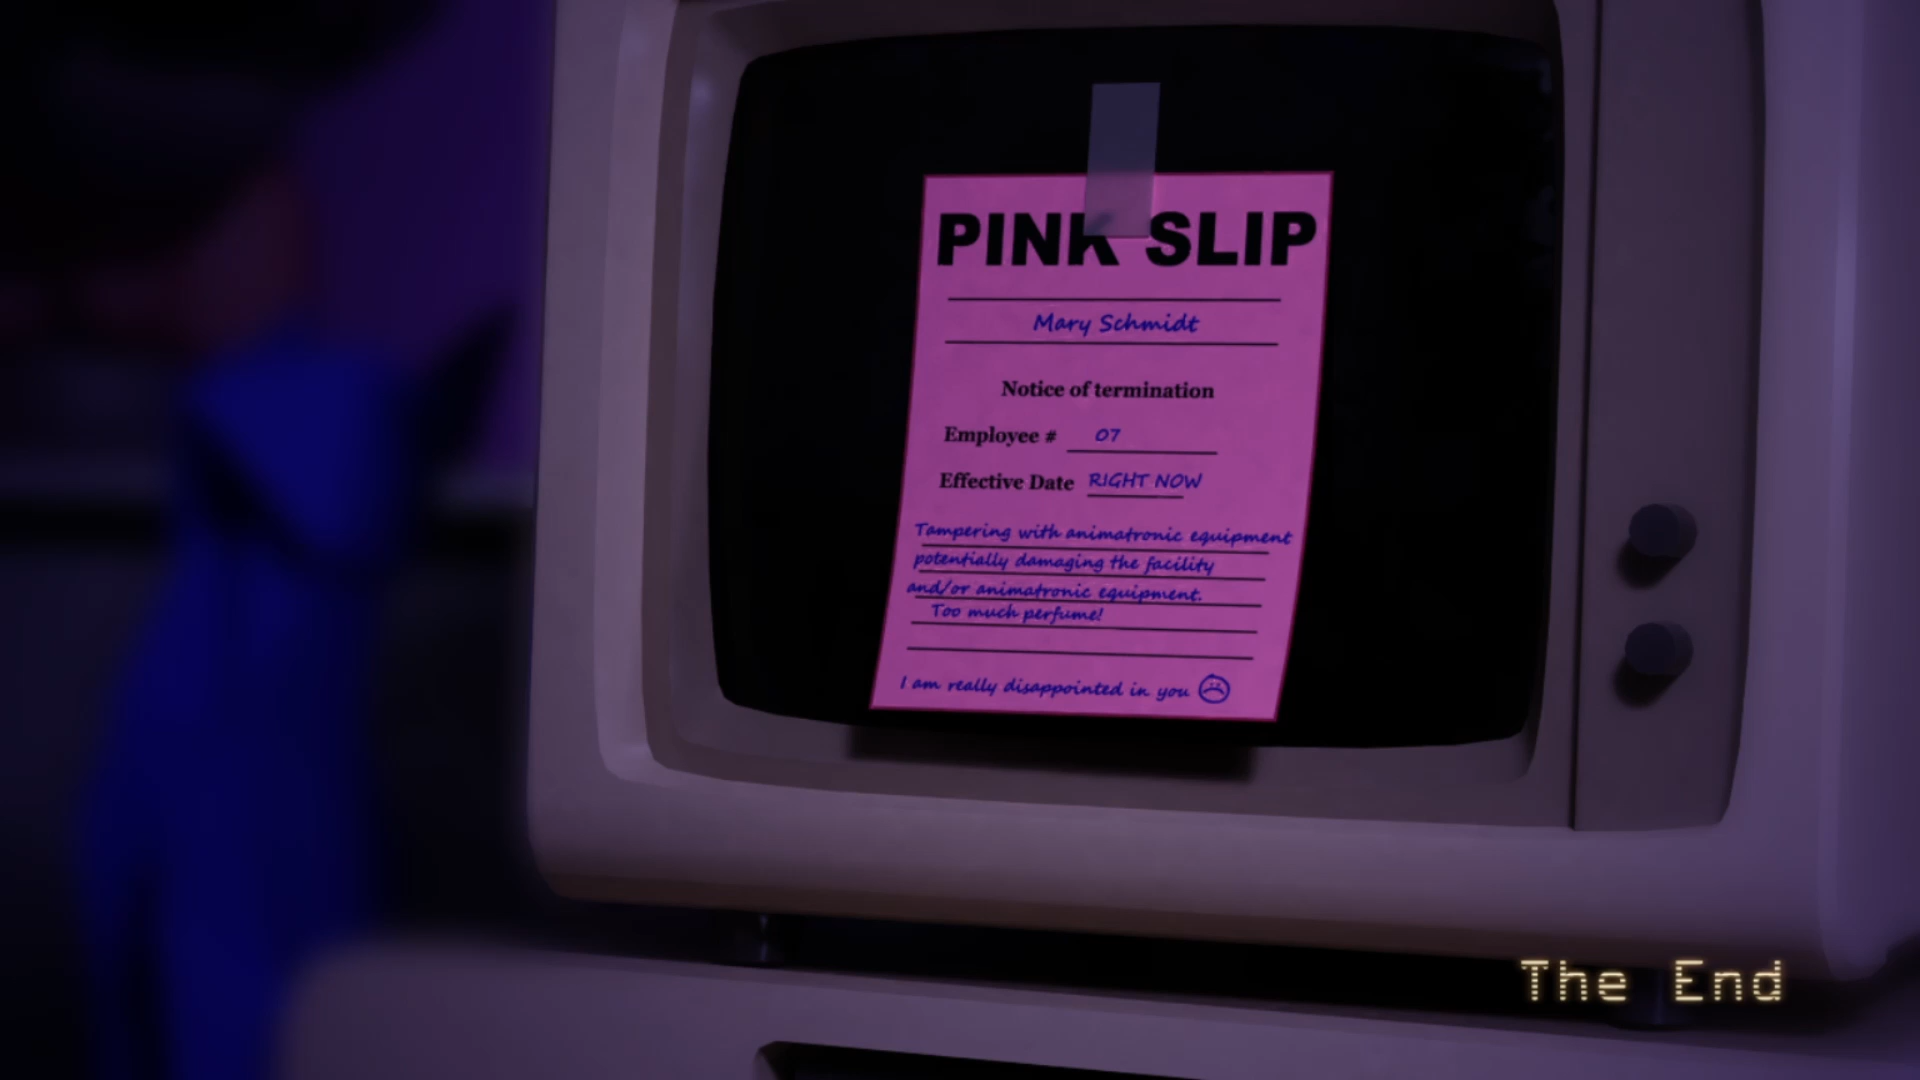 PINK SLIP
Mary Schmidt
Notice of termination
Employee # 07
Effective Date RIGHT NOW
Tampering with animatronic equipment
potentially damaging the facility
and/or animatronic equipment.
Too much perfume!
I am really disappointed in you
The End